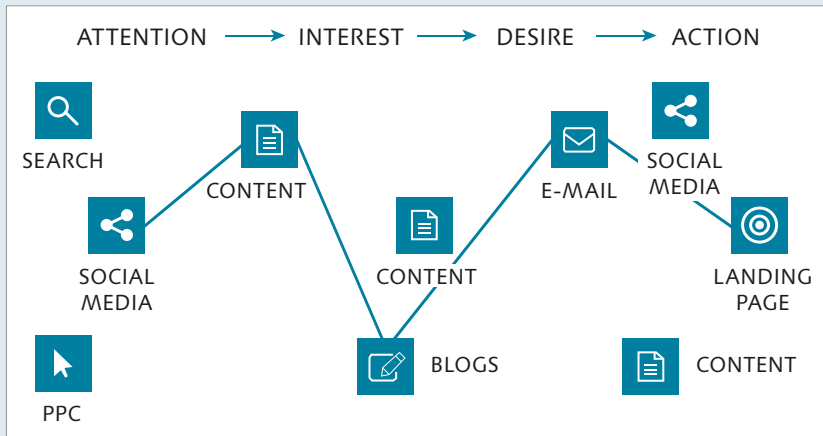 ATTENTION INTEREST DESIRE ACTION
SEARCH
CONTENT
E-MAIL
SOCIAL
MEDIA
SOCIAL
MEDIA
CONTENT
LANDING
PAGE
BLOGS
CONTENT
PPC